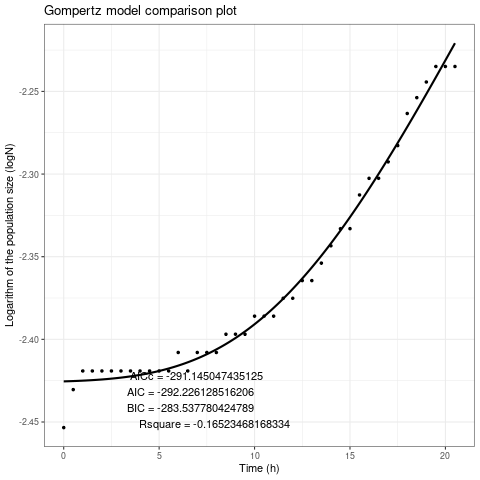 Gompertz model comparison plot
Logarithm of the population size (logN)
-2.25
-2.30
-2.35
-2.40
-2.45
AICc = -291.145047435125
AIC = -292.226128516206
BIC = -283.537780424789
Rsquare = -0.16523468168334
0
5
10
15
20
Time (h)